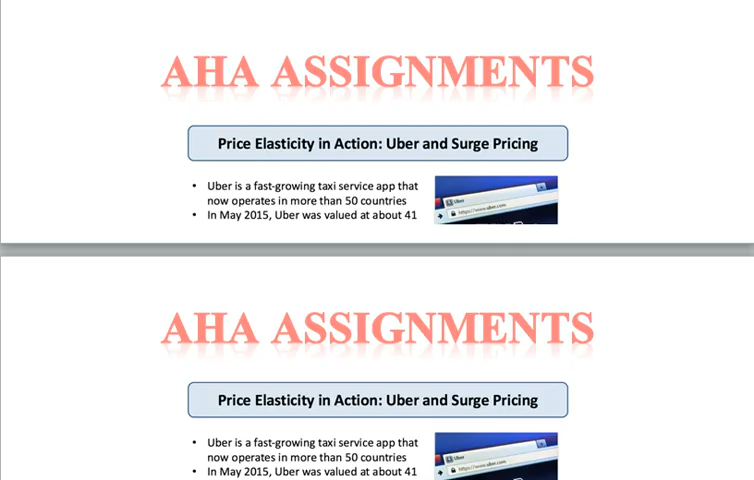 AHA ASSIGNMENTS
Price Elasticity in Action: Uber and Surge Pricing
• Uber is a fast-growing taxi service app that
now operates in more than 50 countries
• In May 2015, Uber was valued at about 41
Uber
https://www.uber.com
AHA ASSIGNMENTS
Price Elasticity in Action: Uber and Surge Pricing
• Uber is a fast-growing taxi service app that
now operates in more than 50 countries
• In May 2015, Uber was valued at about 41
Uber
https://www.uber.com